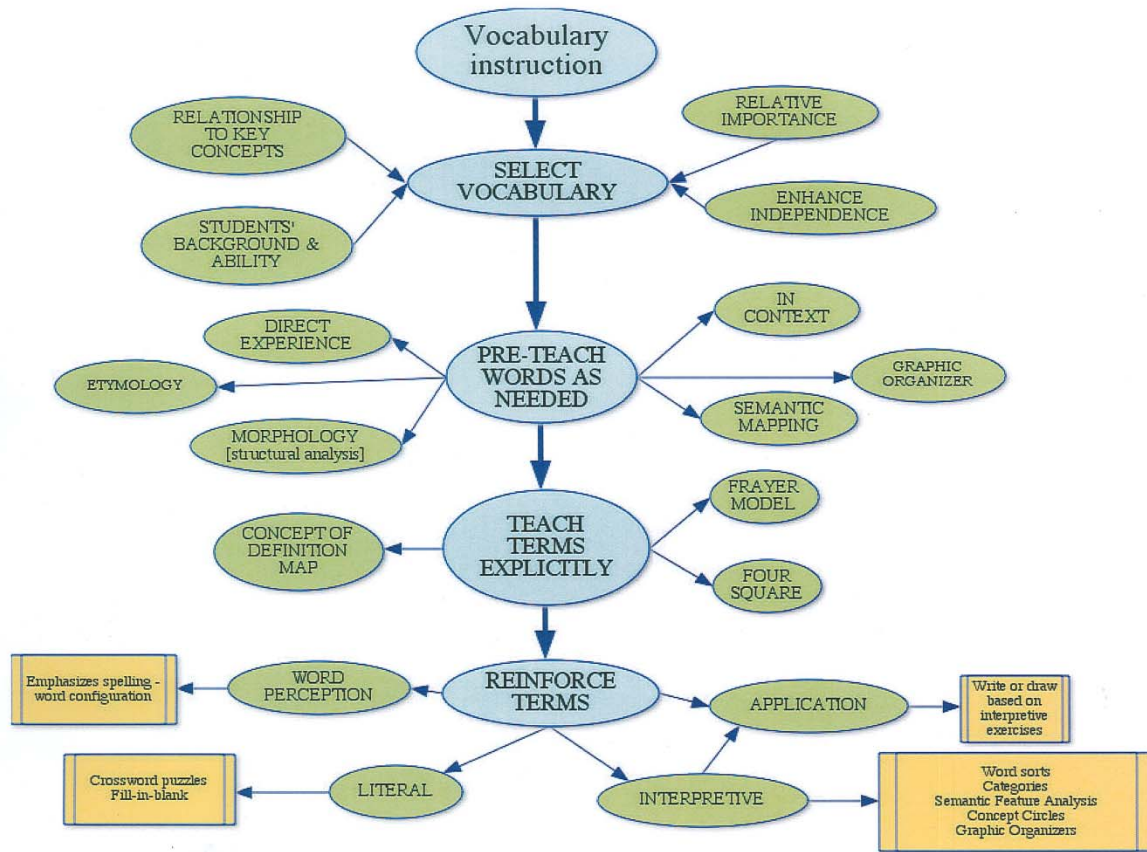 Vocabulary
instruction
RELATIONSHIP
TO KEY
CONCEPTS
RELATIVE
IMPORTANCE
SELECT
VOCABULARY
STUDENTS'
BACKGROUND &
ABILITY
ENHANCE
INDEPENDENCE
DIRECT
EXPERIENCE
IN
CONTEXT
ETYMOLOGY
PRE-TEACH
WORDS AS
NEEDED
GRAPHIC
ORGANIZER
MORPHOLOGY
[structural analysis]
SEMANTIC
MAPPING
CONCEPT OF
DEFINITION
MAP
TEACH
TERMS
EXPLICITLY
FRAYER
MODEL
FOUR
SQUARE
Emphasizes spelling -
word configuration
WORD
PERCEPTION
REINFORCE
TERMS
APPLICATION
Write or draw
based on
interpretive
exercises
Crossword puzzles
Fill-in-blank
LITERAL
INTERPRETIVE
Word sorts
Categories
Semantic Feature Analysis
Concept Circles
Graphic Organizers